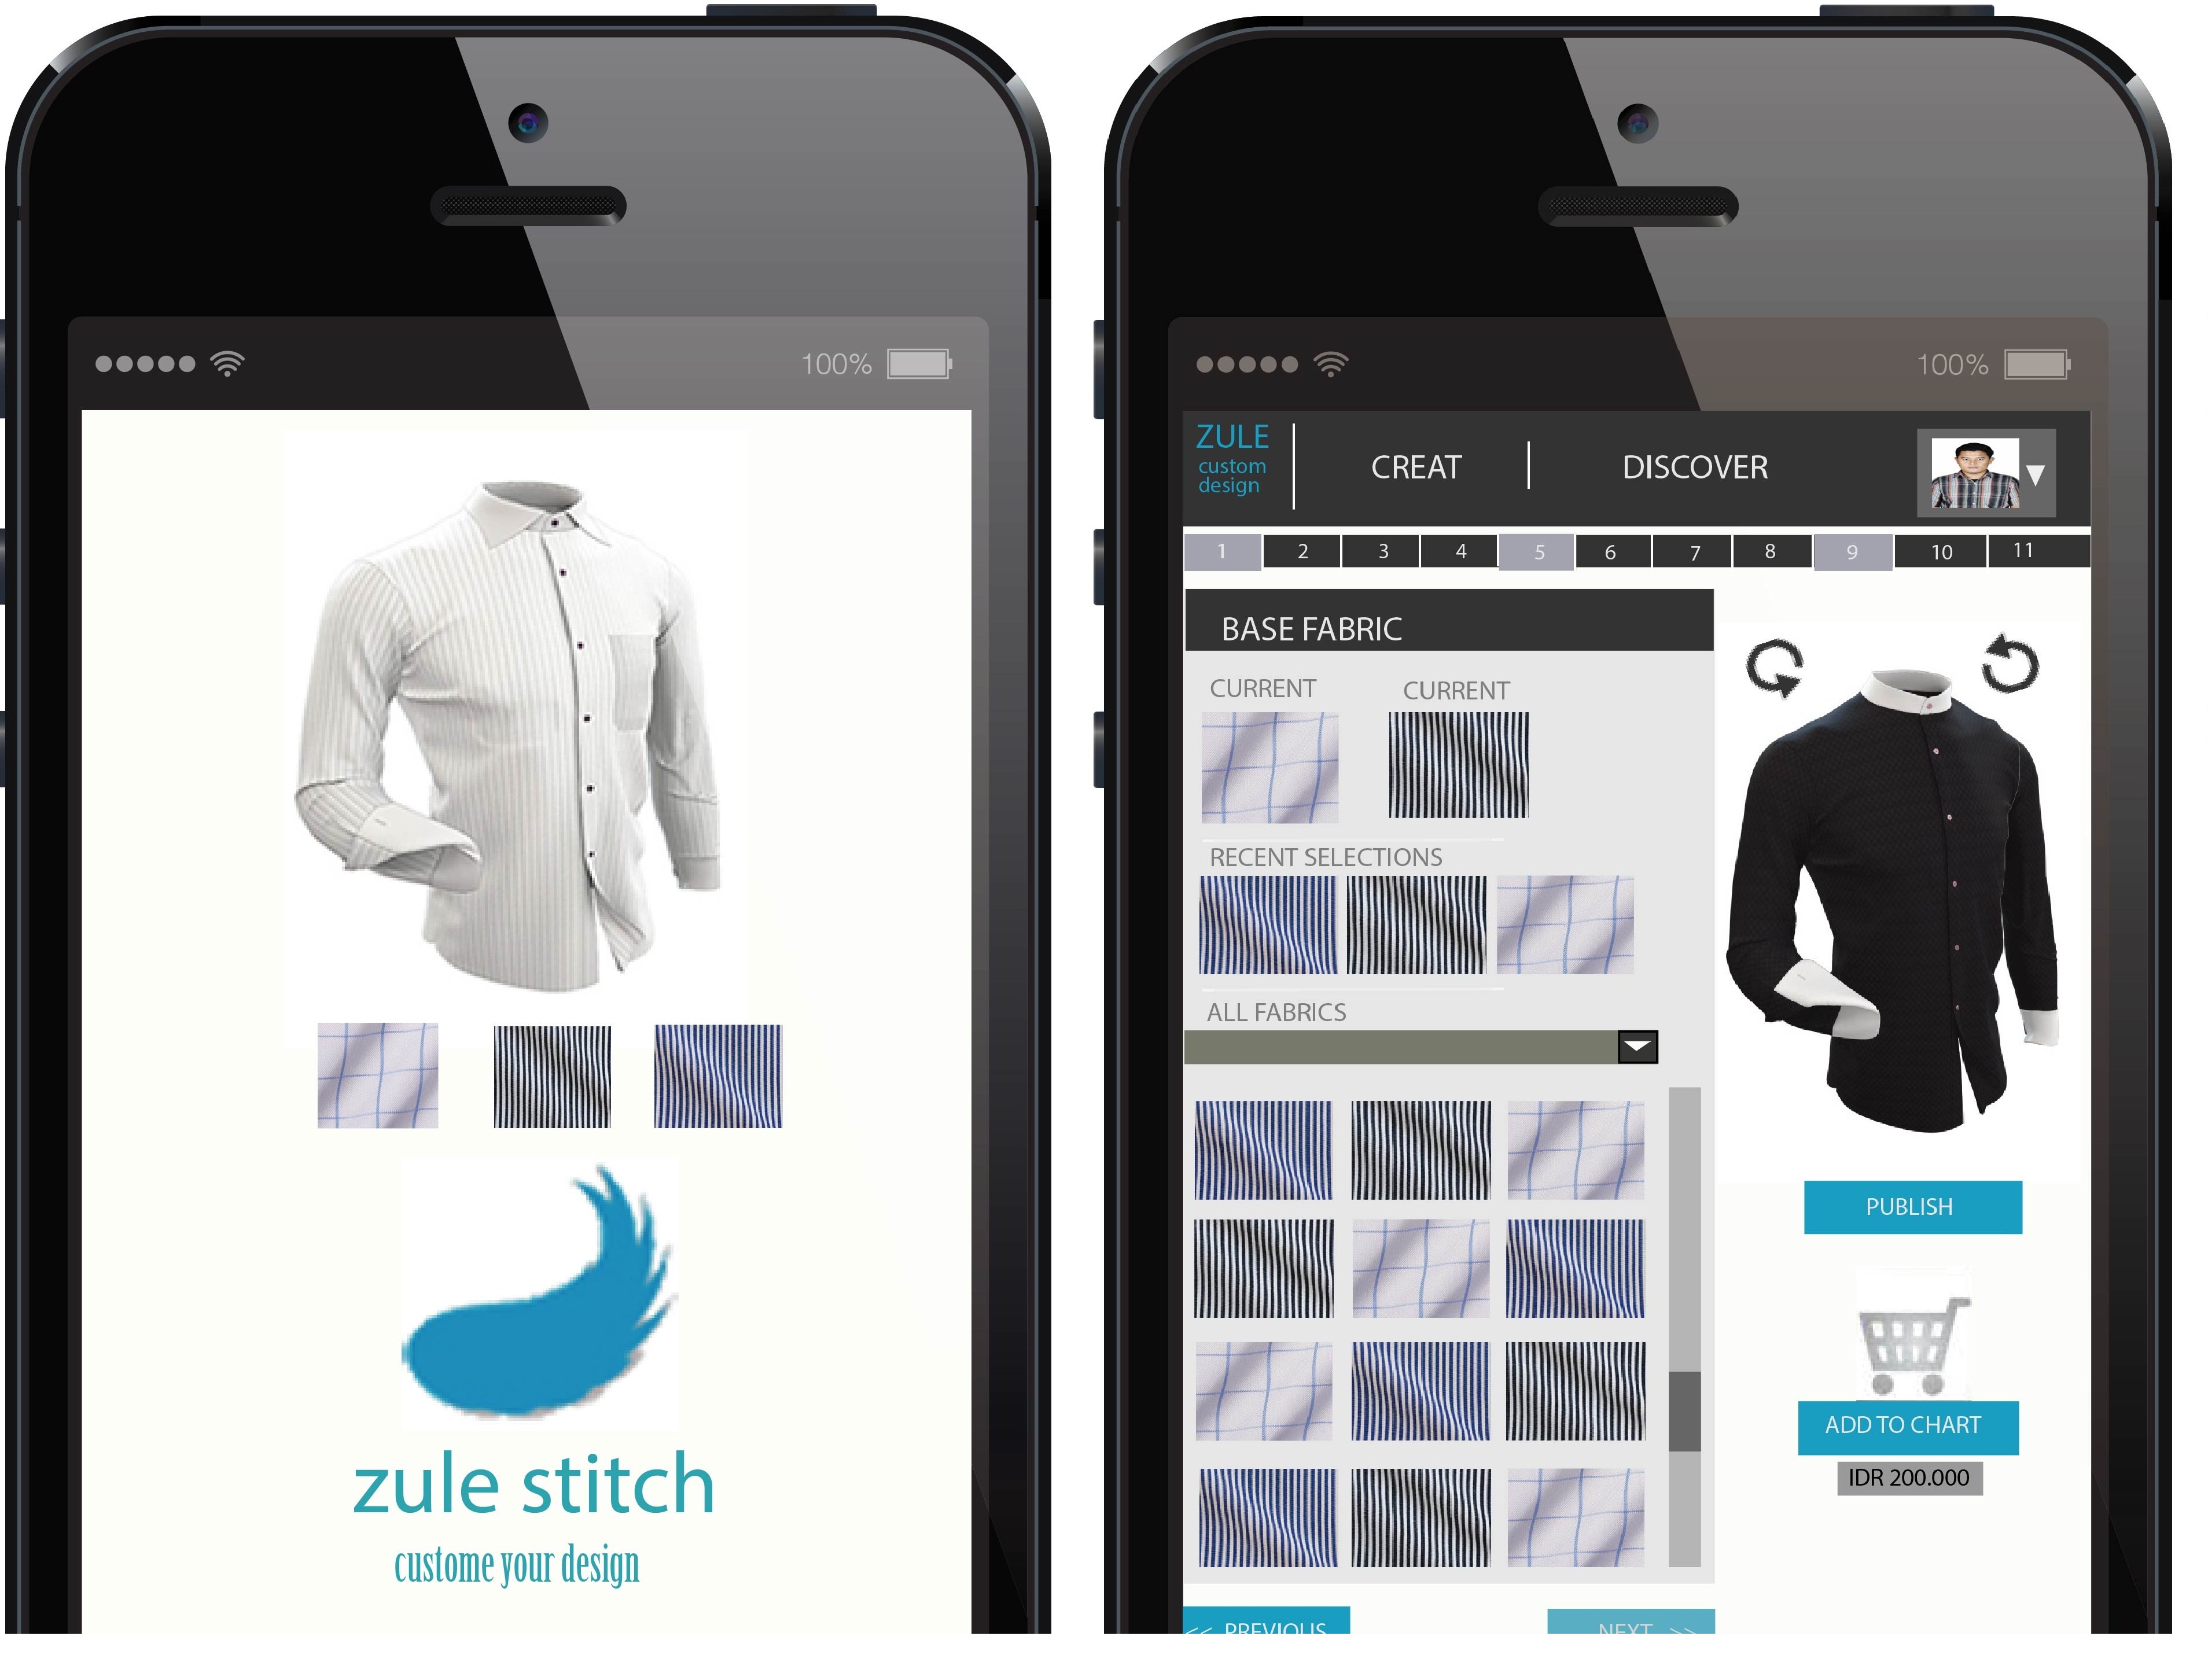 100%
zule stitch
custome your design
100%
ZULE
custom
design
CREAT
DISCOVER
1 2 3 4 5 6 7 8 9 10 11
BASE FABRIC
CURRENT CURRENT
RECENT SELECTIONS
ALL FABRICS
PUBLISH
ADD TO CHART
IDR 200.000
<< PREVIOUS
NEXT >>